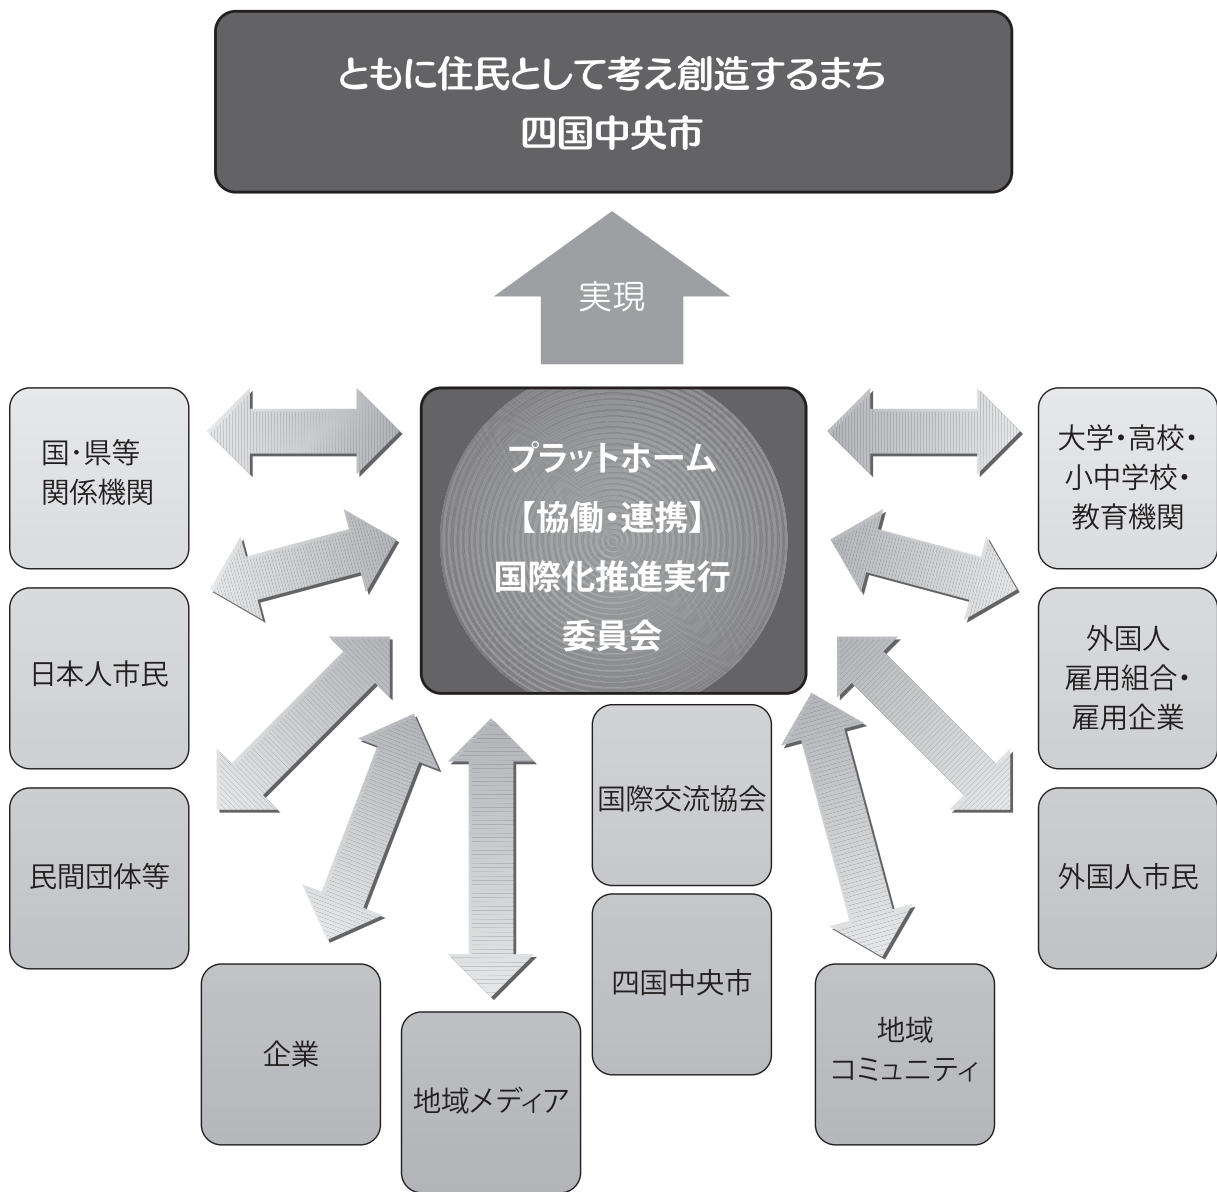 ともに住民として考え創造するまち
四国中央市
実現
プラットホーム
【協働・連携】
国際化推進実行
委員会
国・県等
関係機関
日本人市民
民間団体等
企業
地域メディア
国際交流協会
四国中央市
地域
コミュニティ
大学・高校・
小中学校・
教育機関
外国人
雇用組合・
雇用企業
外国人市民